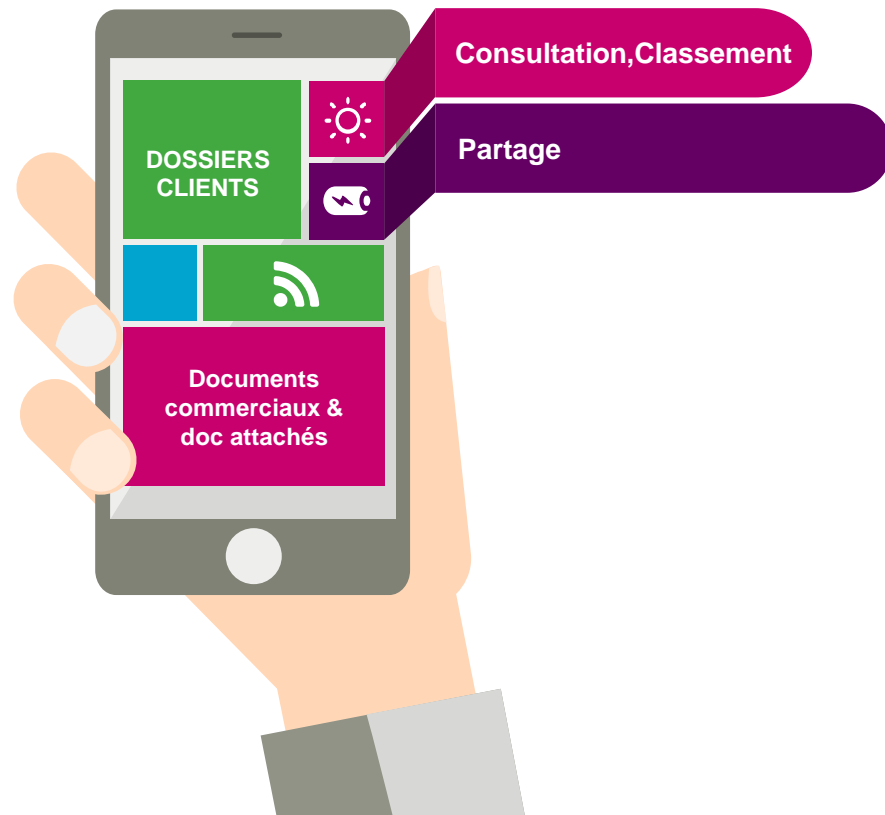 Consultation,Classement
Partage
DOSSIERS
CLIENTS
Documents
commerciaux &
doc attachés